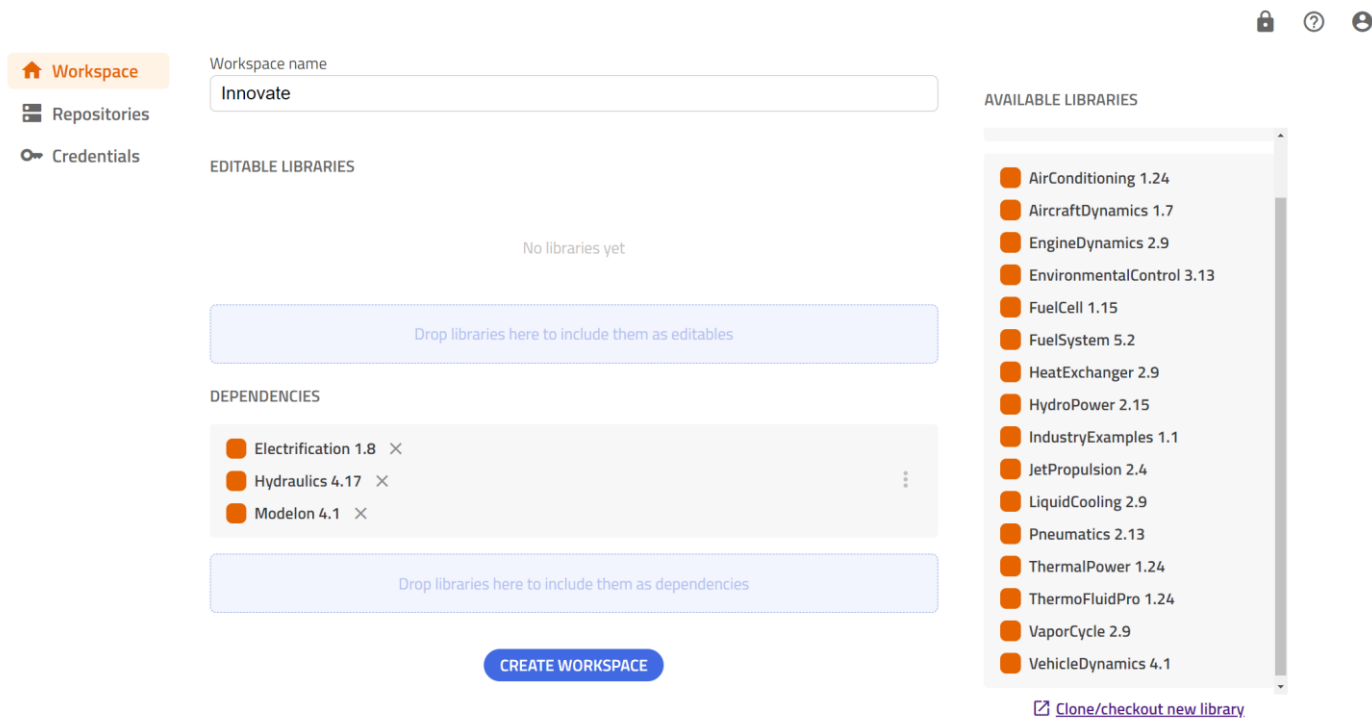 Workspace
Repositories
Credentials
Workspace name
Innovate
EDITABLE LIBRARIES
No libraries yet
Drop libraries here to include them as editables
DEPENDENCIES
Electrification 1.8
Hydraulics 4.17
Modelon 4.1
Drop libraries here to include them as dependencies
CREATE WORKSPACE
AVAILABLE LIBRARIES
AirConditioning 1.24
AircraftDynamics 1.7
EngineDynamics 2.9
EnvironmentalControl 3.13
FuelCell 1.15
FuelSystem 5.2
HeatExchanger 2.9
HydroPower 2.15
IndustryExamples 1.1
JetPropulsion 2.4
LiquidCooling 2.9
Pneumatics 2.13
ThermalPower 1.24
ThermoFluidPro 1.24
VaporCycle 2.9
VehicleDynamics 4.1
Clone/checkout new library